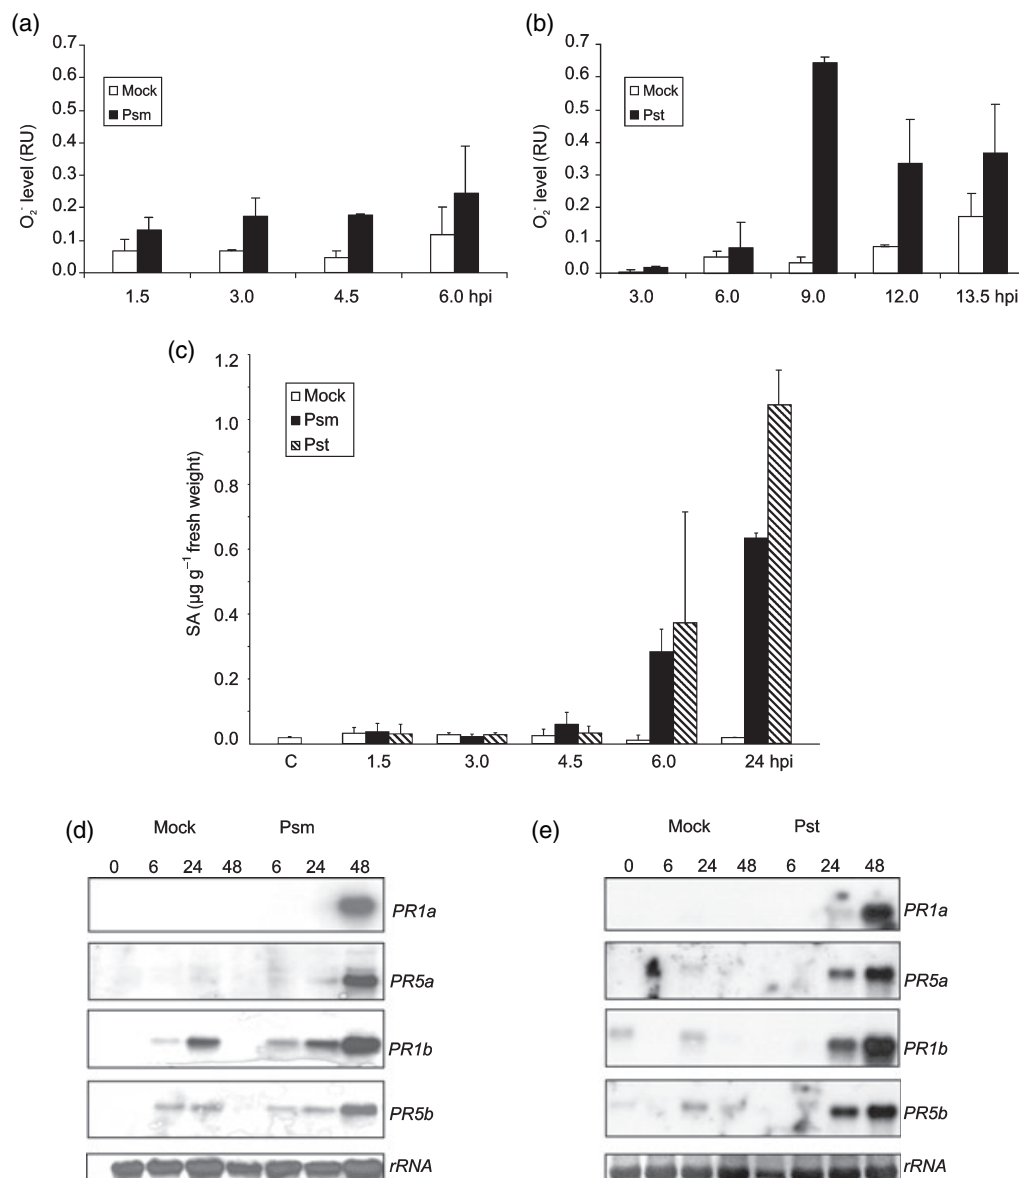 (a)
0.7
0.6
0.5
0.4
0.3
0.2
0.1
0.0
O₂⁻ level (RU)
Mock
Psm
1.5 3.0 4.5 6.0 hpi
(b)
0.7
0.6
0.5
0.4
0.3
0.2
0.1
0.0
O₂⁻ level (RU)
Mock
Pst
3.0 6.0 9.0 12.0 13.5 hpi
(c)
1.2
1.0
0.8
0.6
0.4
0.2
0.0
SA (µg g⁻¹ fresh weight)
Mock
Psm
Pst
C 1.5 3.0 4.5 6.0 24 hpi
(d)
Mock Psm
0 6 24 48 6 24 48
PR1a
PR5a
PR1b
PR5b
rRNA
(e)
Mock Pst
0 6 24 48 6 24 48
PR1a
PR5a
PR1b
PR5b
rRNA